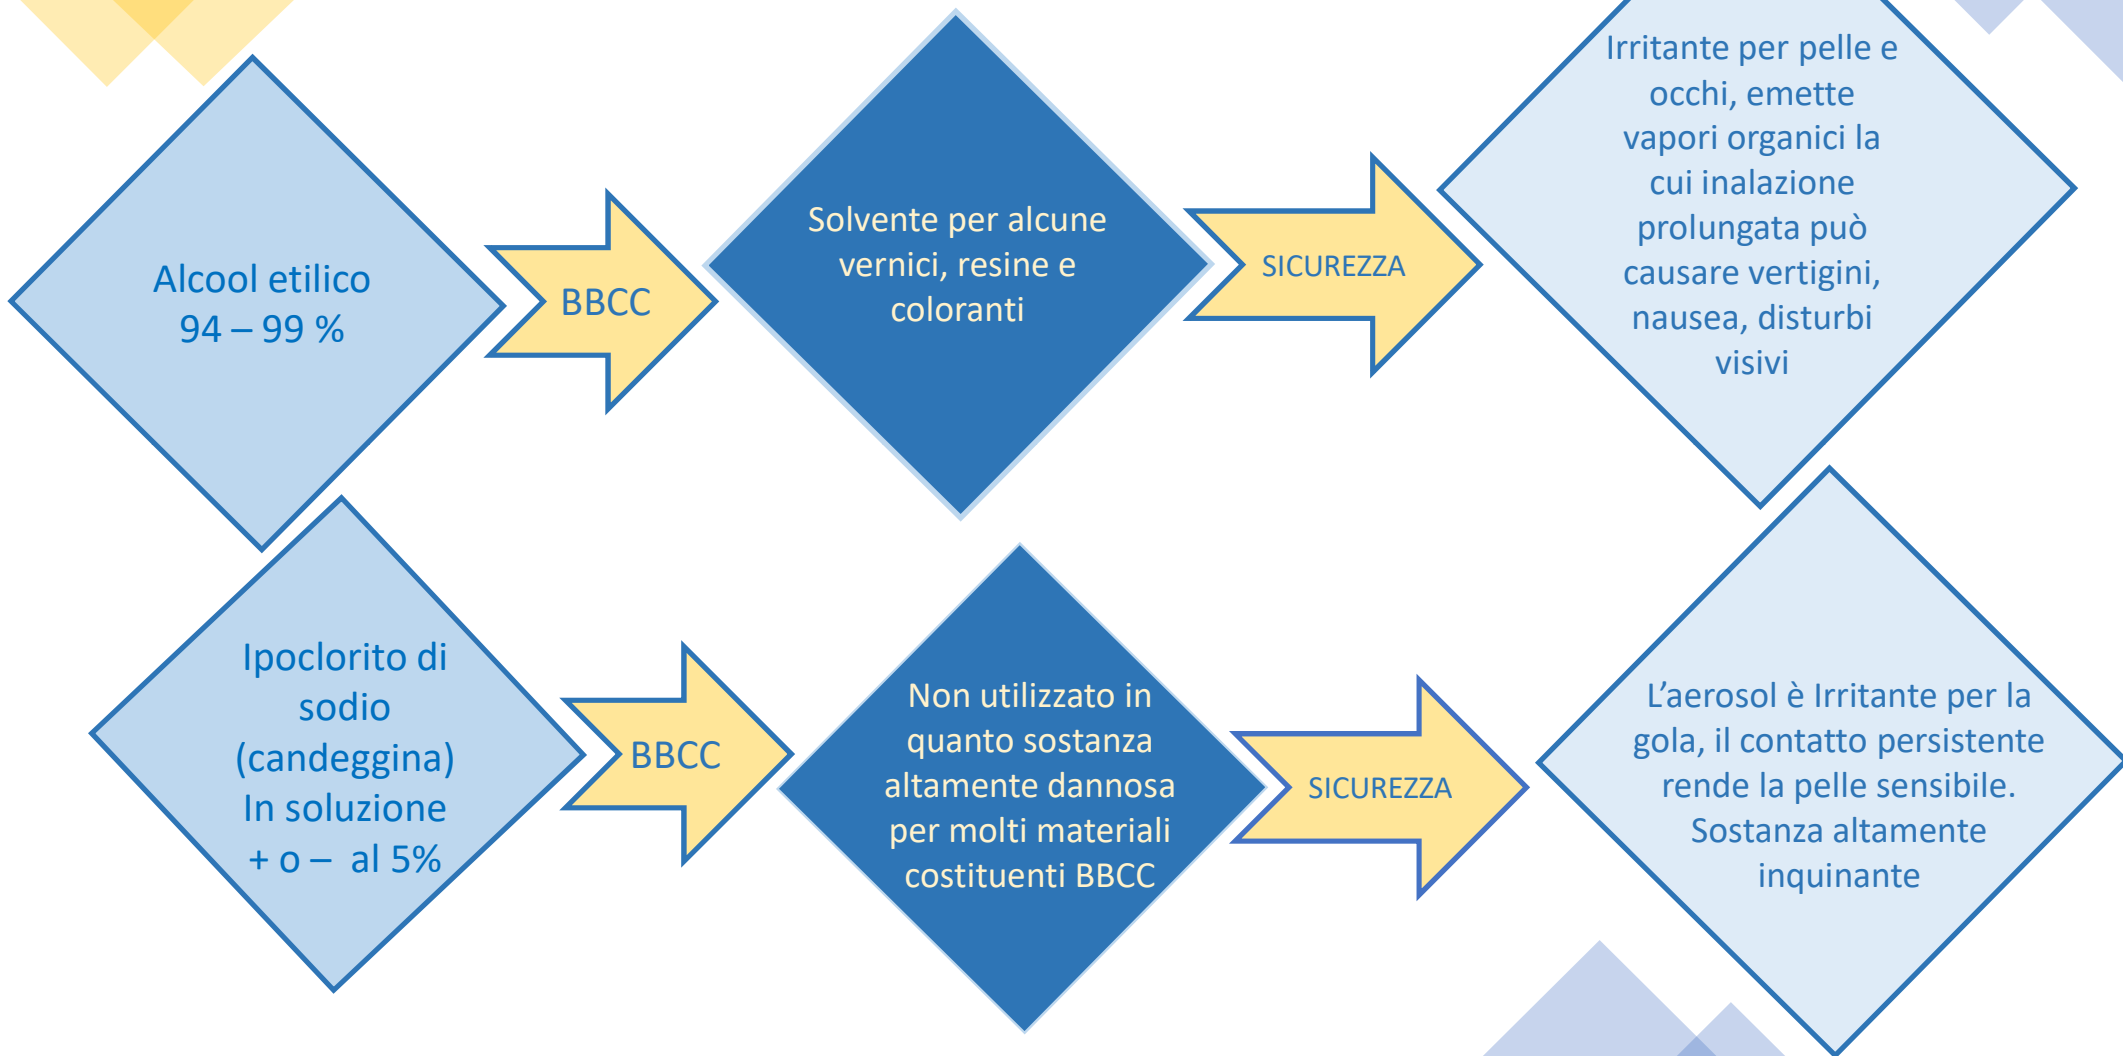 Alcool etilico
94 – 99 %
BBCC
Solvente per alcune
vernici, resine e
coloranti
SICUREZZA
Irritante per pelle e
occhi, emette
vapori organici la
cui inalazione
prolungata può
causare vertigini,
nausea, disturbi
visivi
Ipoclorito di
sodio
(candeggina)
In soluzione
+ o – al 5%
BBCC
Non utilizzato in
quanto sostanza
altamente dannosa
per molti materiali
costituenti BBCC
SICUREZZA
L'aerosol è Irritante per la
gola, il contatto persistente
rende la pelle sensibile.
Sostanza altamente
inquinante